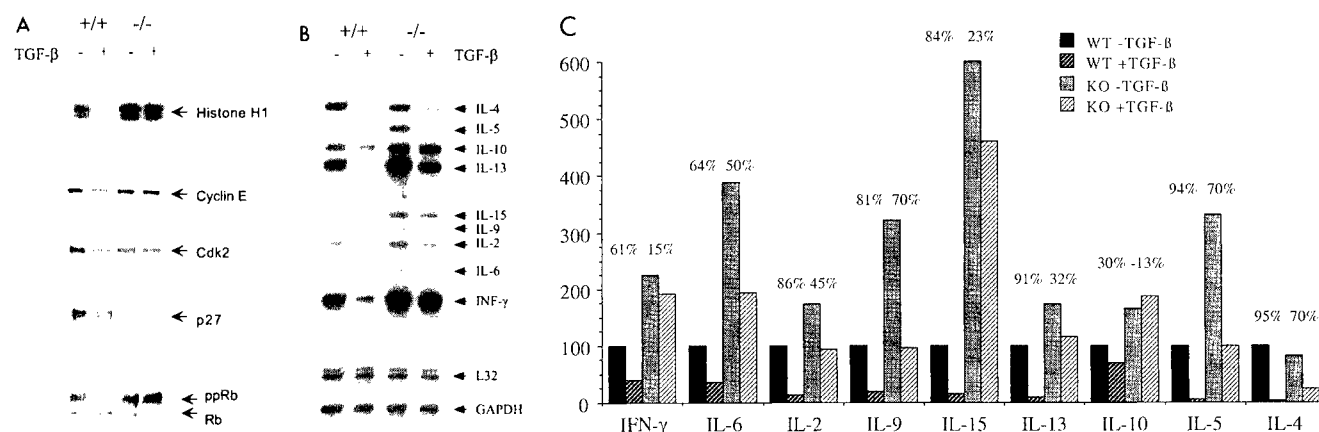 A
+/+ -/-
TGF-β - + - +
Histone H1
Cyclin E
Cdk2
p27
ppRb
Rb
B
+/+ -/-
- + - + TGF-β
IL-4
IL-5
IL-10
IL-13
IL-15
IL-9
IL-2
IL-6
INF-γ
L32
GAPDH
C
WT -TGF-ß
WT +TGF-ß
KO -TGF-ß
KO +TGF-ß
600
500
400
300
200
100
0
61% 15%
64% 50%
86% 45%
81% 70%
84% 23%
91% 32%
30% -13%
94% 70%
95% 70%
IFN-γ IL-6 IL-2 IL-9 IL-15 IL-13 IL-10 IL-5 IL-4